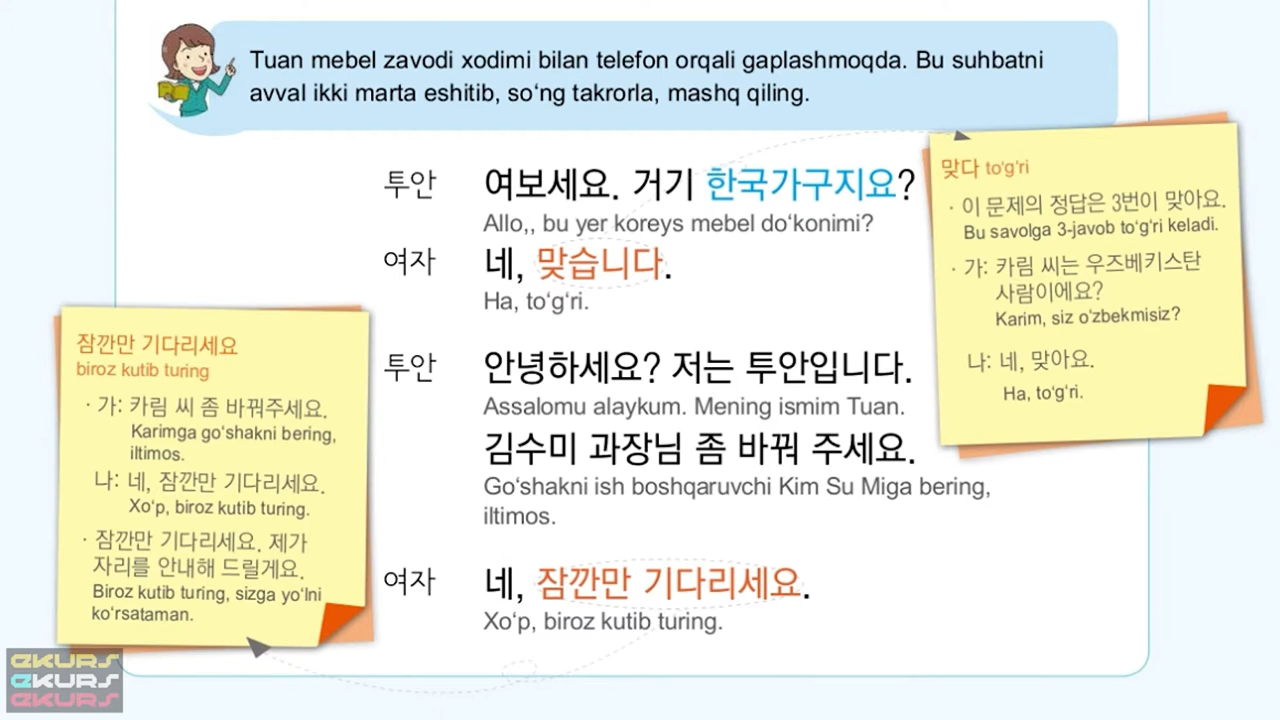 Tuan mebel zavodi xodimi bilan telefon orqali gaplashmoqda. Bu suhbatni
avval ikki marta eshitib, so‘ng takrorla, mashq qiling.
투안 여보세요. 거기 한국가구지요?
Allo,, bu yer koreys mebel do‘konimi?
여자 네, 맞습니다.
Ha, to‘g‘ri.
투안 안녕하세요? 저는 투안입니다.
Assalomu alaykum. Mening ismim Tuan.
김수미 과장님 좀 바꿔 주세요.
Go‘shakni ish boshqaruvchi Kim Su Miga bering,
iltimos.
여자 네, 잠깐만 기다리세요.
Xo‘p, biroz kutib turing.
맞다 to‘g‘ri
· 이 문제의 정답은 3번이 맞아요.
Bu savolga 3-javob to‘g‘ri keladi.
· 가: 카림 씨는 우즈베키스탄
사람이에요?
Karim, siz o‘zbekmisiz?
나: 네, 맞아요.
Ha, to‘g‘ri.
잠깐만 기다리세요
biroz kutib turing
· 가: 카림 씨 좀 바꿔주세요.
Karimga go‘shakni bering,
iltimos.
나: 네, 잠깐만 기다리세요.
Xo‘p, biroz kutib turing.
· 잠깐만 기다리세요. 제가
자리를 안내해 드릴게요.
Biroz kutib turing, sizga yo‘lni
ko‘rsataman.
EKURS
EKURS
EKURS